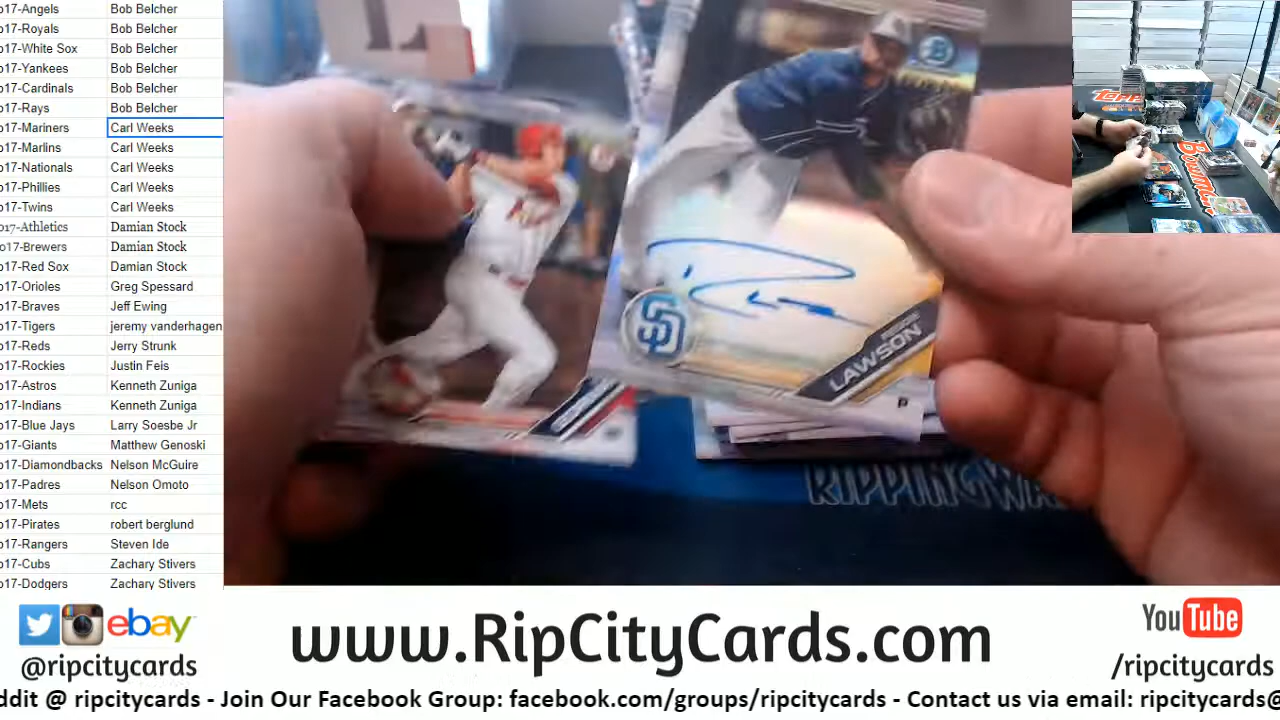 o17-Angels Bob Belcher
o17-Royals Bob Belcher
o17-White Sox Bob Belcher
o17-Yankees Bob Belcher
o17-Cardinals Bob Belcher
o17-Rays Bob Belcher
o17-Mariners Carl Weeks
o17-Marlins Carl Weeks
o17-Nationals Carl Weeks
o17-Phillies Carl Weeks
o17-Twins Carl Weeks
o17-Athletics Damian Stock
o17-Brewers Damian Stock
o17-Red Sox Damian Stock
o17-Orioles Greg Spessard
o17-Braves Jeff Ewing
o17-Tigers jeremy vanderhagen
o17-Reds Jerry Strunk
o17-Rockies Justin Feis
o17-Astros Kenneth Zuniga
o17-Indians Kenneth Zuniga
o17-Blue Jays Larry Soesbe Jr
o17-Giants Matthew Genoski
o17-Diamondbacks Nelson McGuire
o17-Padres Nelson Omoto
o17-Mets rcc
o17-Pirates robert berglund
o17-Rangers Steven Ide
o17-Cubs Zachary Stivers
o17-Dodgers Zachary Stivers
SD
LAWSON
P
RIPPINGWA
TOPPS
BOWMAN
ebay
@ripcitycards
www.RipCityCards.com
YouTube
/ripcitycards
ddit @ ripcitycards - Join Our Facebook Group: facebook.com/groups/ripcitycards - Contact us via email: ripcitycards@